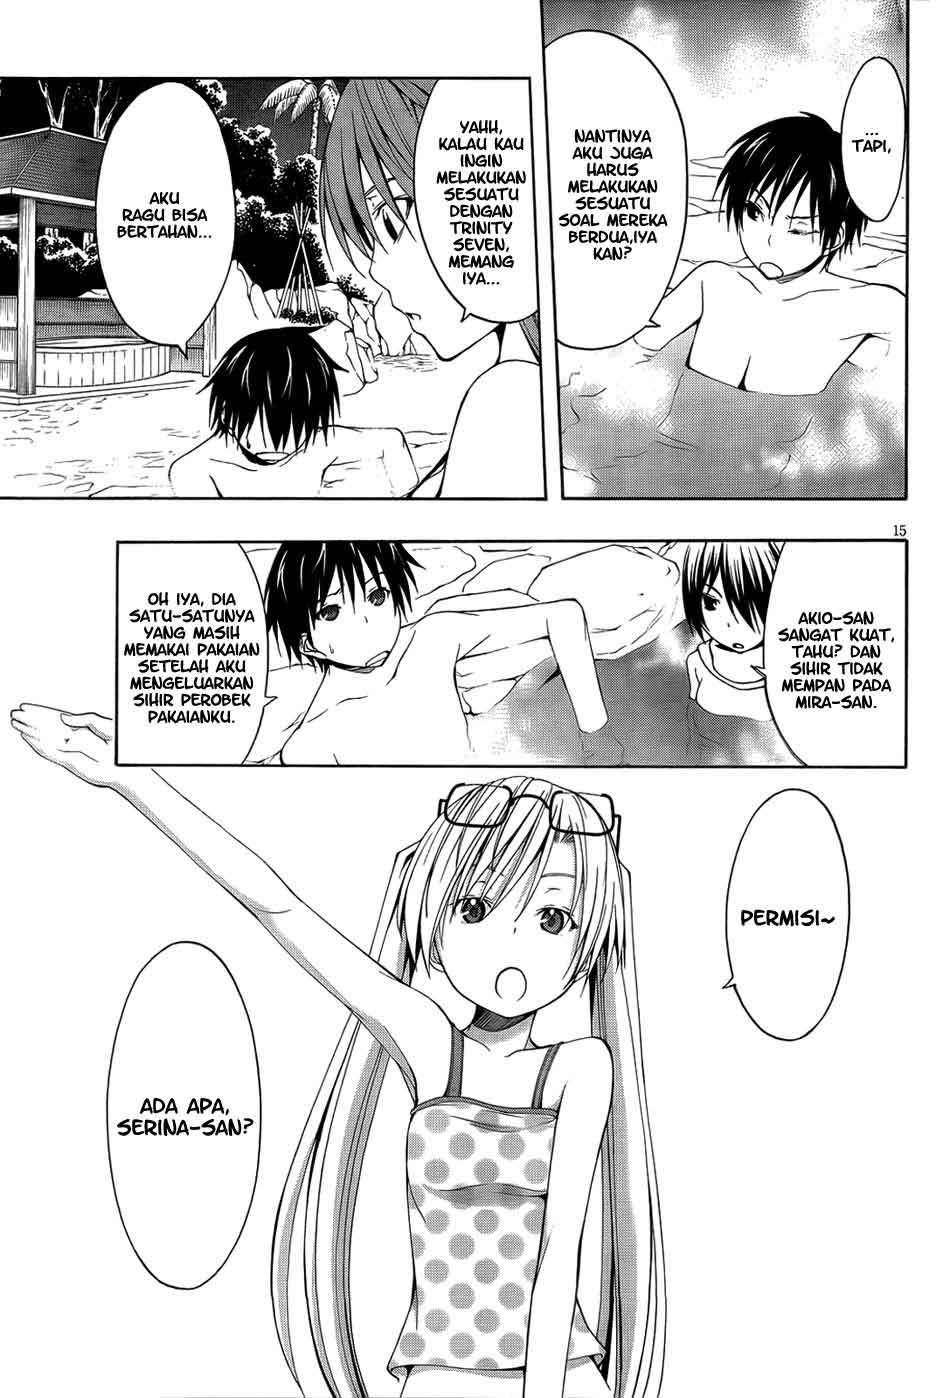 ...
TAPI,
NANTINYA
AKU JUGA
HARUS
MELAKUKAN
SESUATU
SOAL MEREKA
BERDUA,IYA
KAN?
YAHH,
KALAU KAU
INGIN
MELAKUKAN
SESUATU
DENGAN
TRINITY
SEVEN,
MEMANG
IYA...
AKU
RAGU BISA
BERTAHAN...
15
AKIO-SAN
SANGAT KUAT,
TAHU? DAN
SIHIR TIDAK
MEMPAN PADA
MIRA-SAN.
OH IYA, DIA
SATU-SATUNYA
YANG MASIH
MEMAKAI PAKAIAN
SETELAH AKU
MENGELUARKAN
SIHIR PEROBEK
PAKAIANKU.
PERMISI~
ADA APA,
SERINA-SAN?